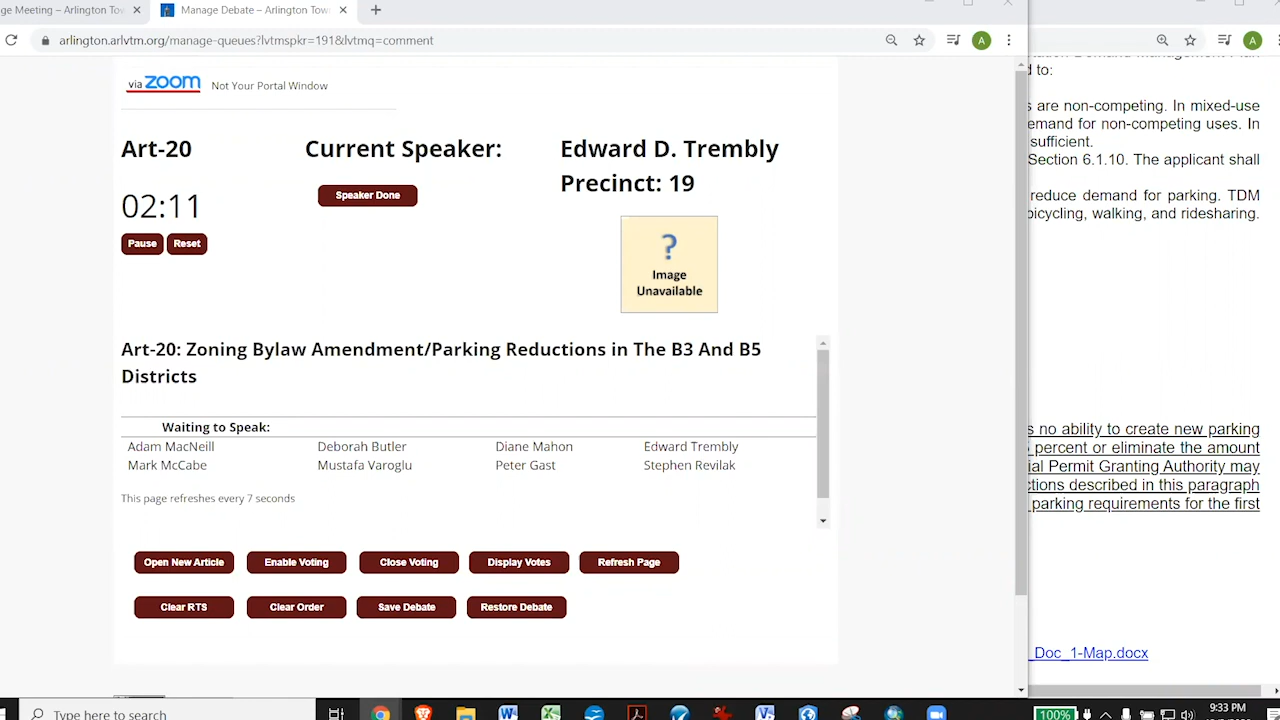 ge Meeting – Arlington Tov
Manage Debate – Arlington Town
arlington.arlvtm.org/manage-queues?lvtmspkr=191&lvtmq=comment
A
A
via zoom Not Your Portal Window
Art-20
Current Speaker:
Edward D. Trembly
Precinct: 19
02:11
Speaker Done
Pause
Reset
?
Image
Unavailable
Art-20: Zoning Bylaw Amendment/Parking Reductions in The B3 And B5
Districts
Waiting to Speak:
Adam MacNeill Deborah Butler Diane Mahon Edward Trembly
Mark McCabe Mustafa Varoglu Peter Gast Stephen Revilak
This page refreshes every 7 seconds
Open New Article Enable Voting Close Voting Display Votes Refresh Page
Clear RTS Clear Order Save Debate Restore Debate
d to:
s are non-competing. In mixed-use
emand for non-competing uses. In
sufficient.
Section 6.1.10. The applicant shall
reduce demand for parking. TDM
bicycling, walking, and ridesharing.
s no ability to create new parking
percent or eliminate the amount
ial Permit Granting Authority may
ctions described in this paragraph
parking requirements for the first
_Doc_1-Map.docx
Type here to search
100%
9:33 PM